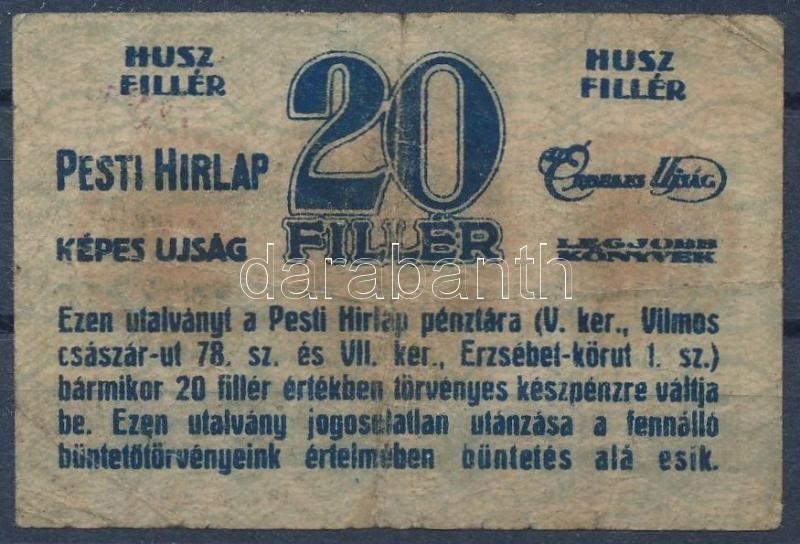 HUSZ
FILLÉR
20
FILLÉR
HUSZ
FILLÉR
PESTI HIRLAP
ÉRDEKES UJSÁG
KÉPES UJSÁG
LEGJOBB
KÖNYVEK
darabanth
Ezen utalványt a Pesti Hirlap pénztára (V. ker., Vilmos
császár-ut 78. sz. és VII. ker., Erzsébet-körut 1. sz.)
bármikor 20 fillér értékben törvényes készpénzre váltja
be. Ezen utalvány jogosulatlan utánzása a fennálló
büntetőtörvényeink értelmében büntetés alá esik.